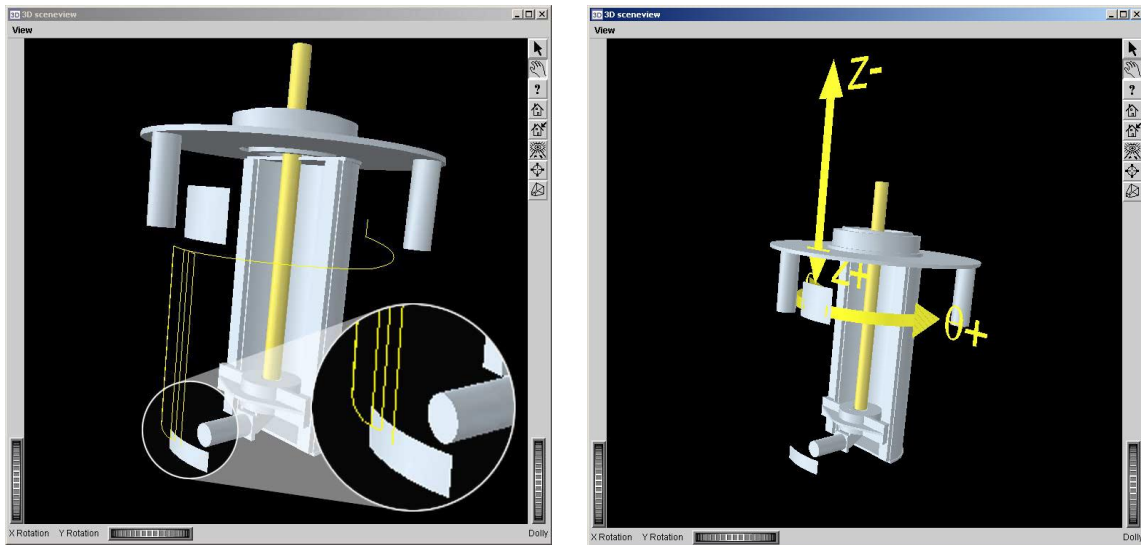 3D sceneview
View
?
X Rotation Y Rotation Dolly
3D sceneview
View
Z-
Z+
θ+
?
X Rotation Y Rotation Dolly